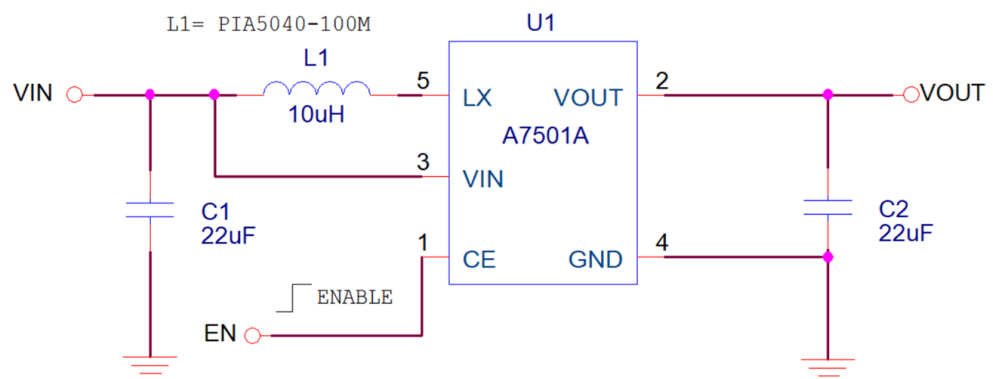 L1= PIA5040-100M
U1
L1
VIN
5
2
VOUT
LX
VOUT
10uH
A7501A
3
VIN
C1
22uF
C2
22uF
1
4
CE
GND
ENABLE
EN